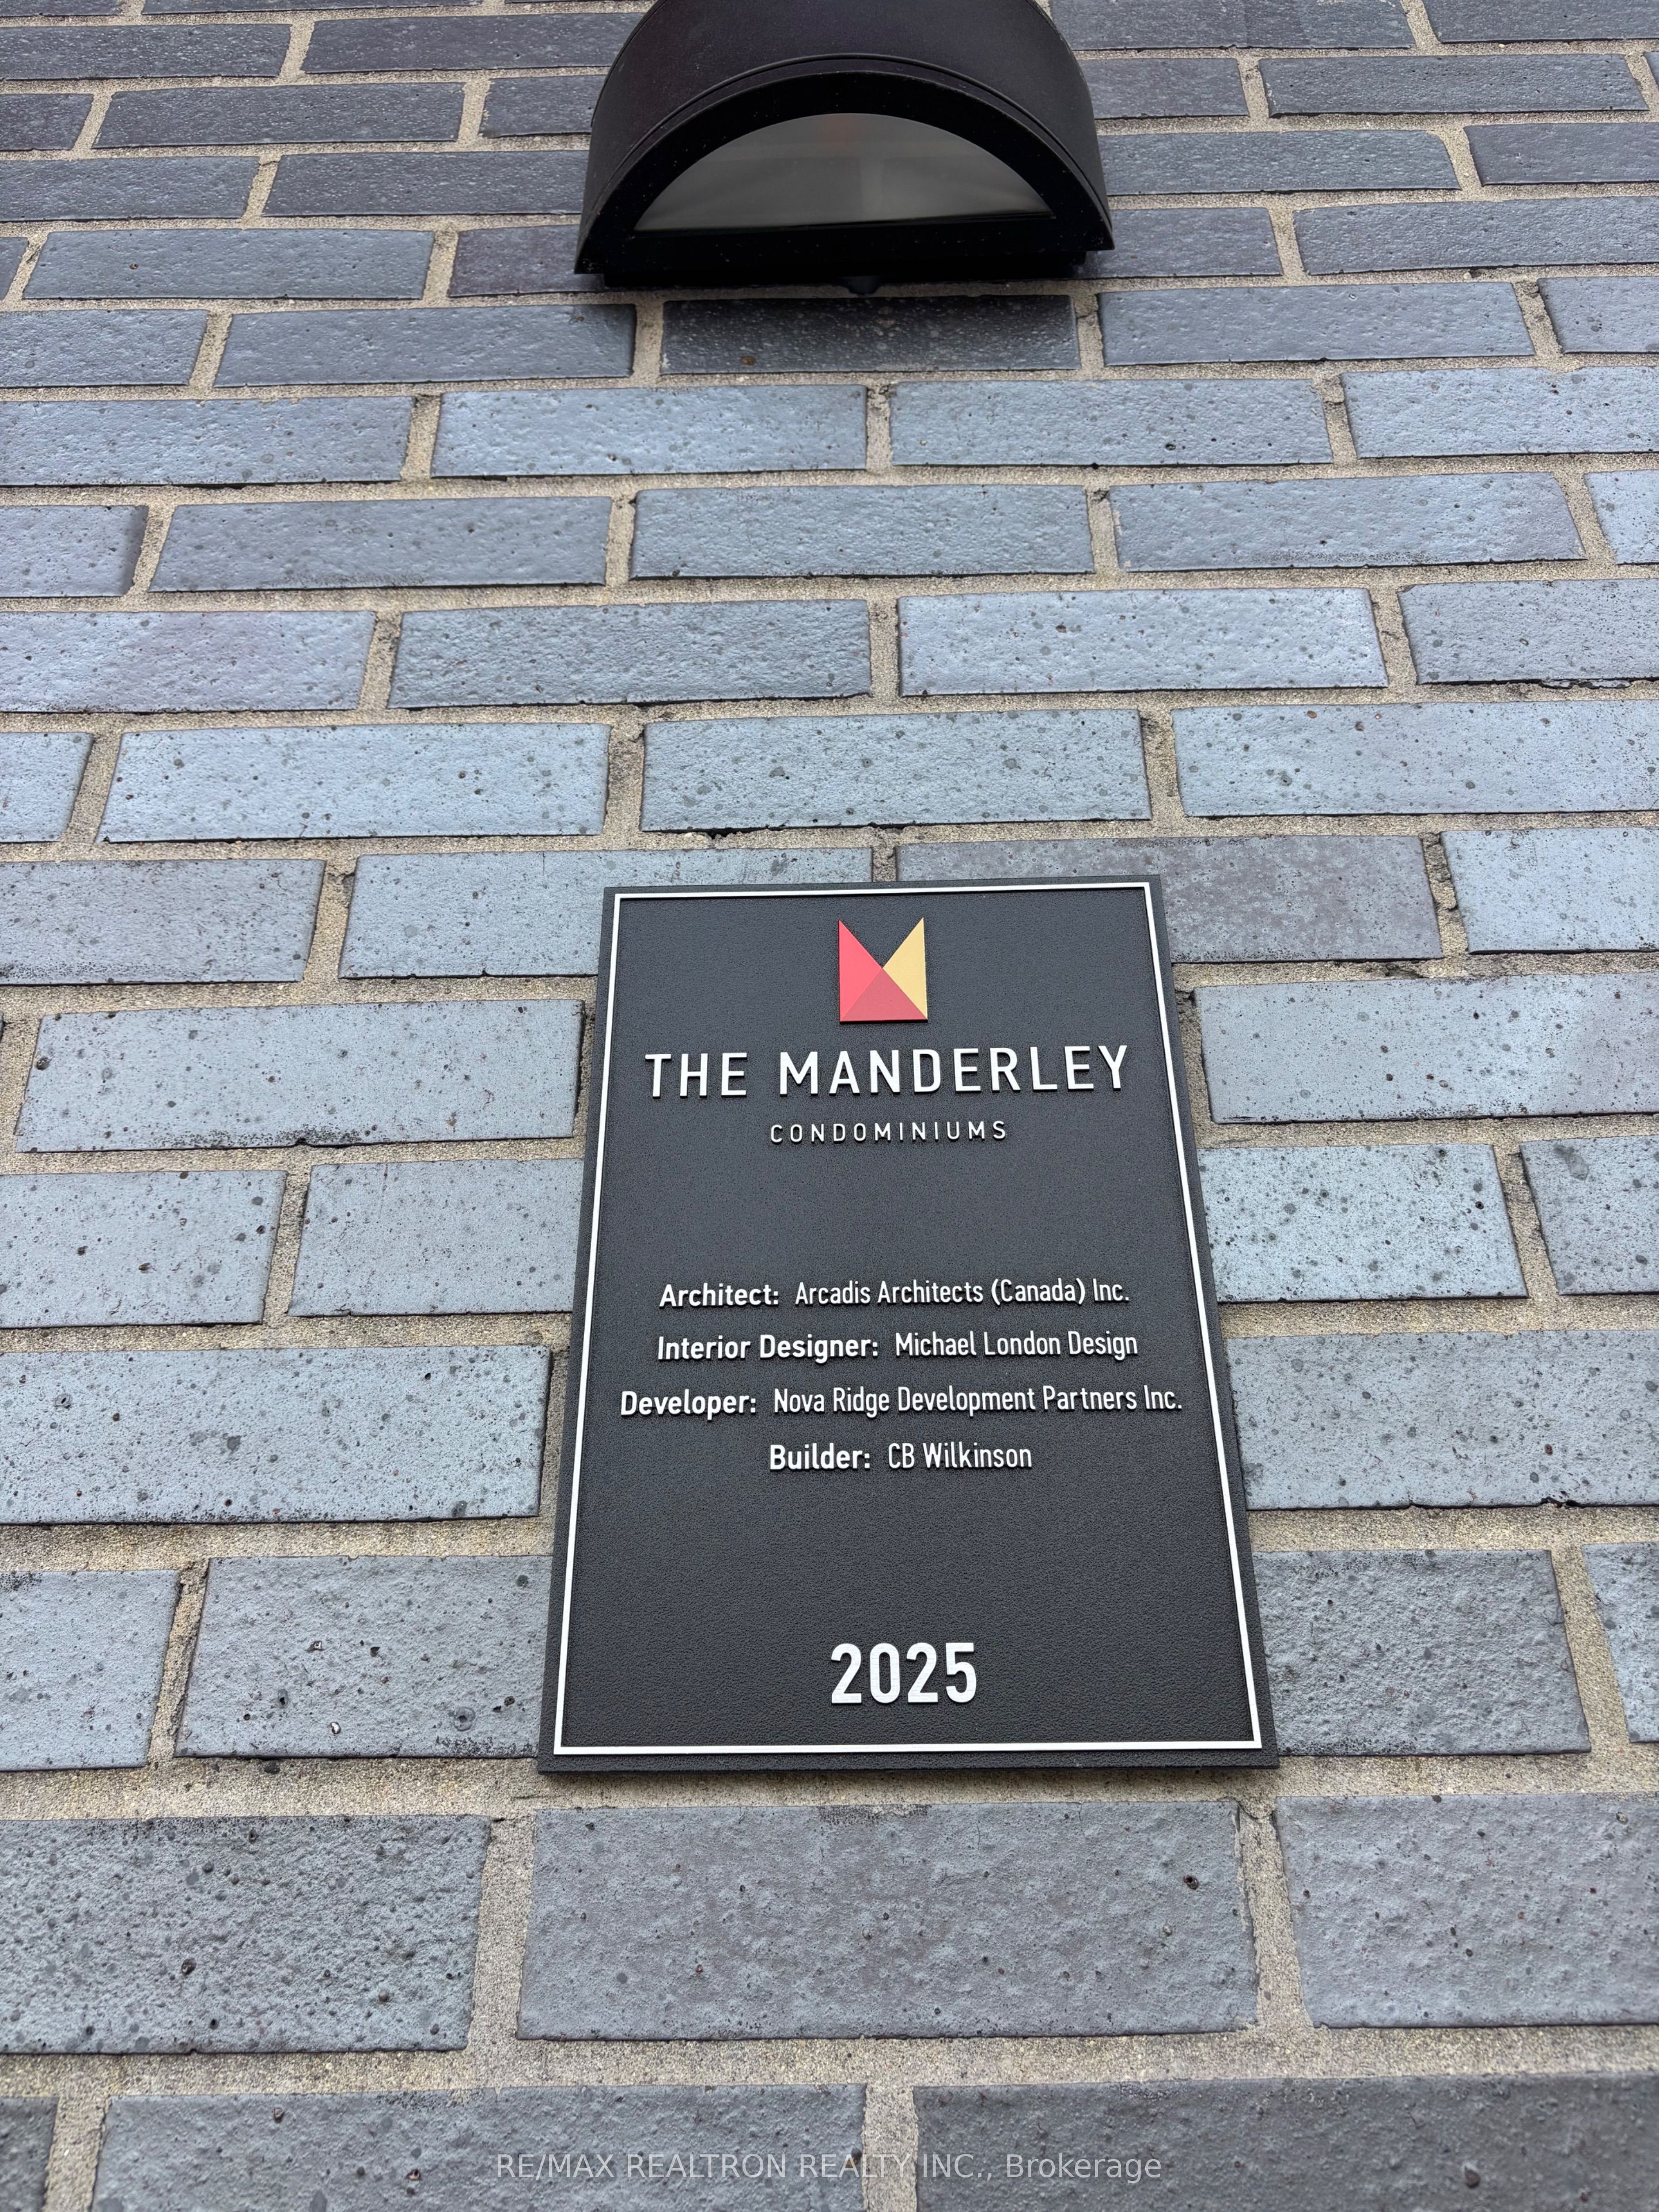 THE MANDERLEY
CONDOMINIUMS
Architect: Arcadis Architects (Canada) Inc.
Interior Designer: Michael London Design
Developer: Nova Ridge Development Partners Inc.
Builder: CB Wilkinson
2025
RE/MAX REALTRON REALTY INC., Brokerage